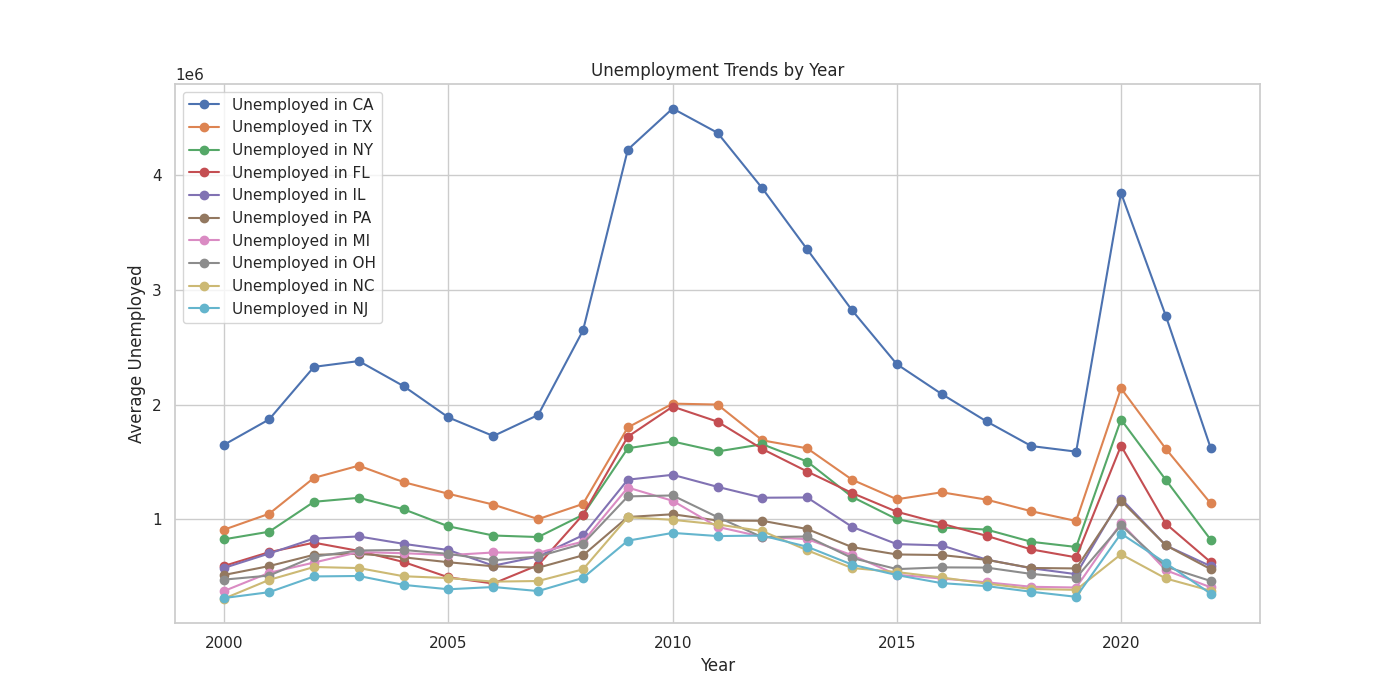 Unemployment Trends by Year
1e6
Unemployed in CA
Unemployed in TX
Unemployed in NY
Unemployed in FL
Unemployed in IL
Unemployed in PA
Unemployed in MI
Unemployed in OH
Unemployed in NC
Unemployed in NJ
4
3
2
1
Average Unemployed
2000 2005 2010 2015 2020
Year